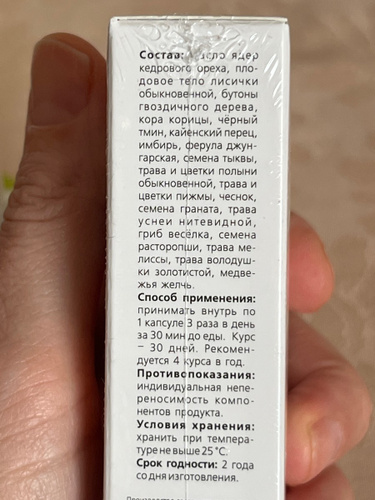 Состав: масло ядер
кедрового ореха, пло-
довое тело лисички
обыкновенной, бутоны
гвоздичного дерева,
кора корицы, чёрный
тмин, кайенский перец,
имбирь, ферула джун-
гарская, семена тыквы,
трава и цветки полыни
обыкновенной, трава и
цветки пижмы, чеснок,
семена граната, трава
уснеи нитевидной,
гриб весёлка, семена
расторопши, трава ме-
лиссы, трава володуш-
ки золотистой, медве-
жья желчь.
Способ применения:
принимать внутрь по
1 капсуле 3 раза в день
за 30 мин до еды. Курс
– 30 дней. Рекомен-
дуется 4 курса в год.
Противопоказания:
индивидуальная непе-
реносимость компо-
нентов продукта.
Условия хранения:
хранить при темпера-
туре не выше 25 °С.
Срок годности: 2 года
со дня изготовления.